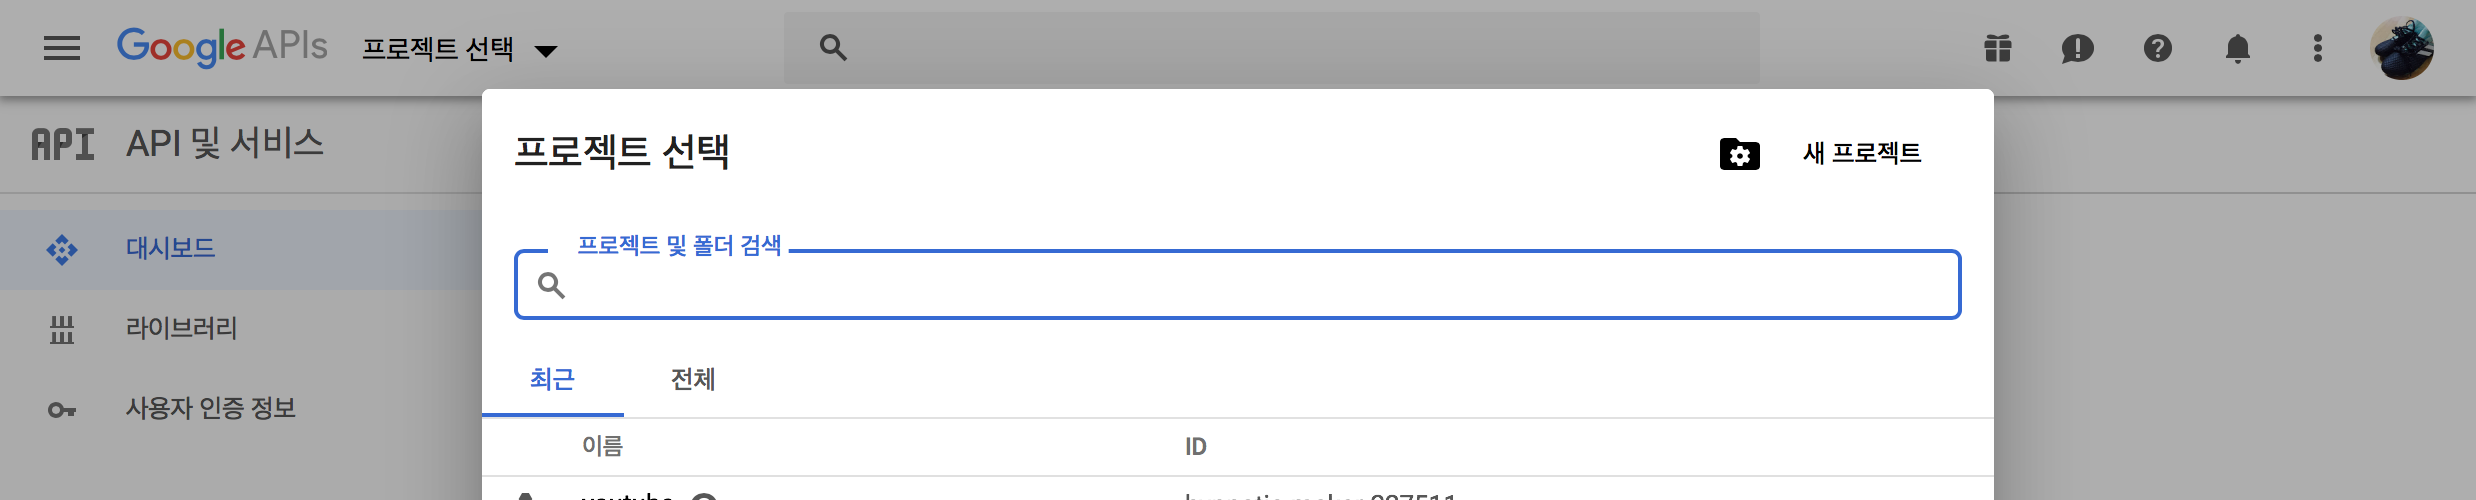 Google APIs 프로젝트 선택
API API 및 서비스
프로젝트 선택
새 프로젝트
대시보드
프로젝트 및 폴더 검색
라이브러리
최근 전체
사용자 인증 정보
이름 ID
youtube